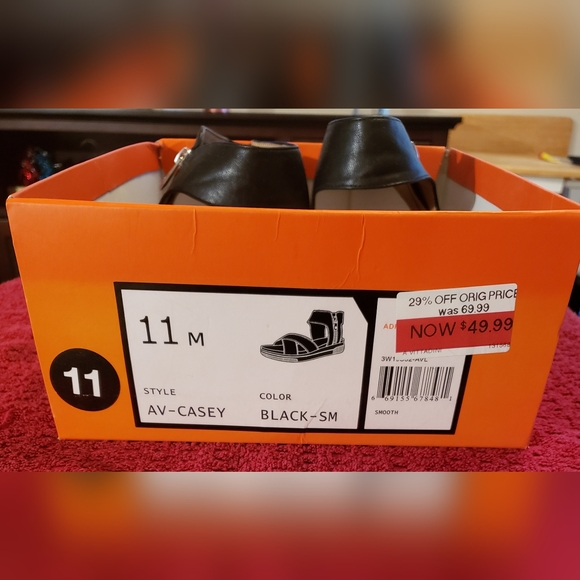 11
11 M
STYLE
AV-CASEY
COLOR
BLACK-SM
29% OFF ORIG PRICE
was 69.99
NOW $49.99
SMOOTH